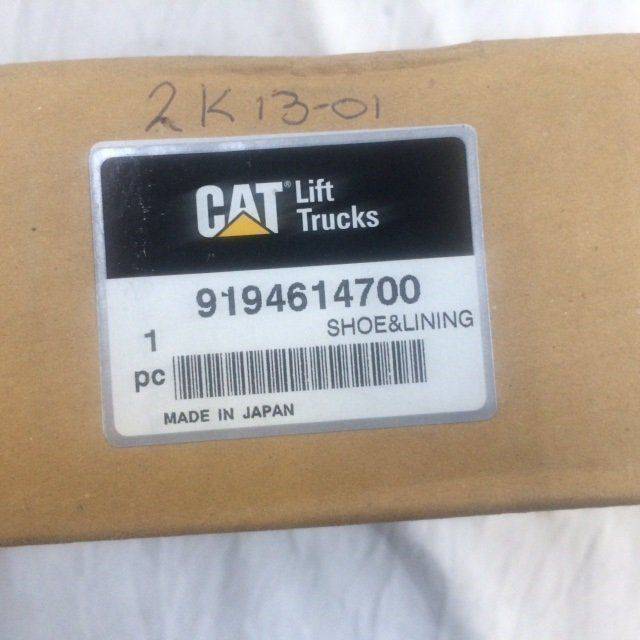 2K13-01
CAT® Lift
Trucks
9194614700
SHOE&LINING
1
pc
MADE IN JAPAN